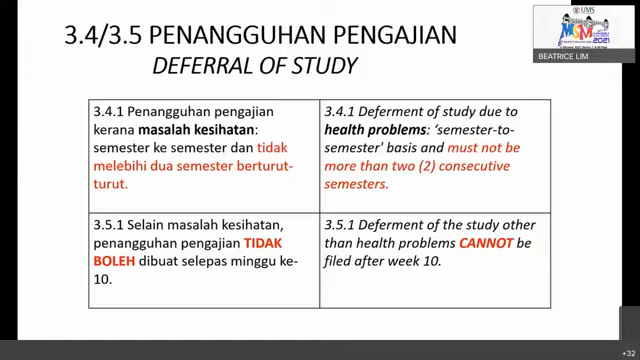 3.4/3.5 PENANGGUHAN PENGAJIAN
DEFERRAL OF STUDY
3.4.1 Penangguhan pengajian
kerana masalah kesihatan:
semester ke semester dan tidak
melebihi dua semester berturut-
turut.
3.4.1 Deferment of study due to
health problems: ‘semester-to-
semester' basis and must not be
more than two (2) consecutive
semesters.
3.5.1 Selain masalah kesihatan,
penangguhan pengajian TIDAK
BOLEH dibuat selepas minggu ke-
10.
3.5.1 Deferment of the study other
than health problems CANNOT be
filed after week 10.
UMS
MSM
2021
BEATRICE LIM
+32